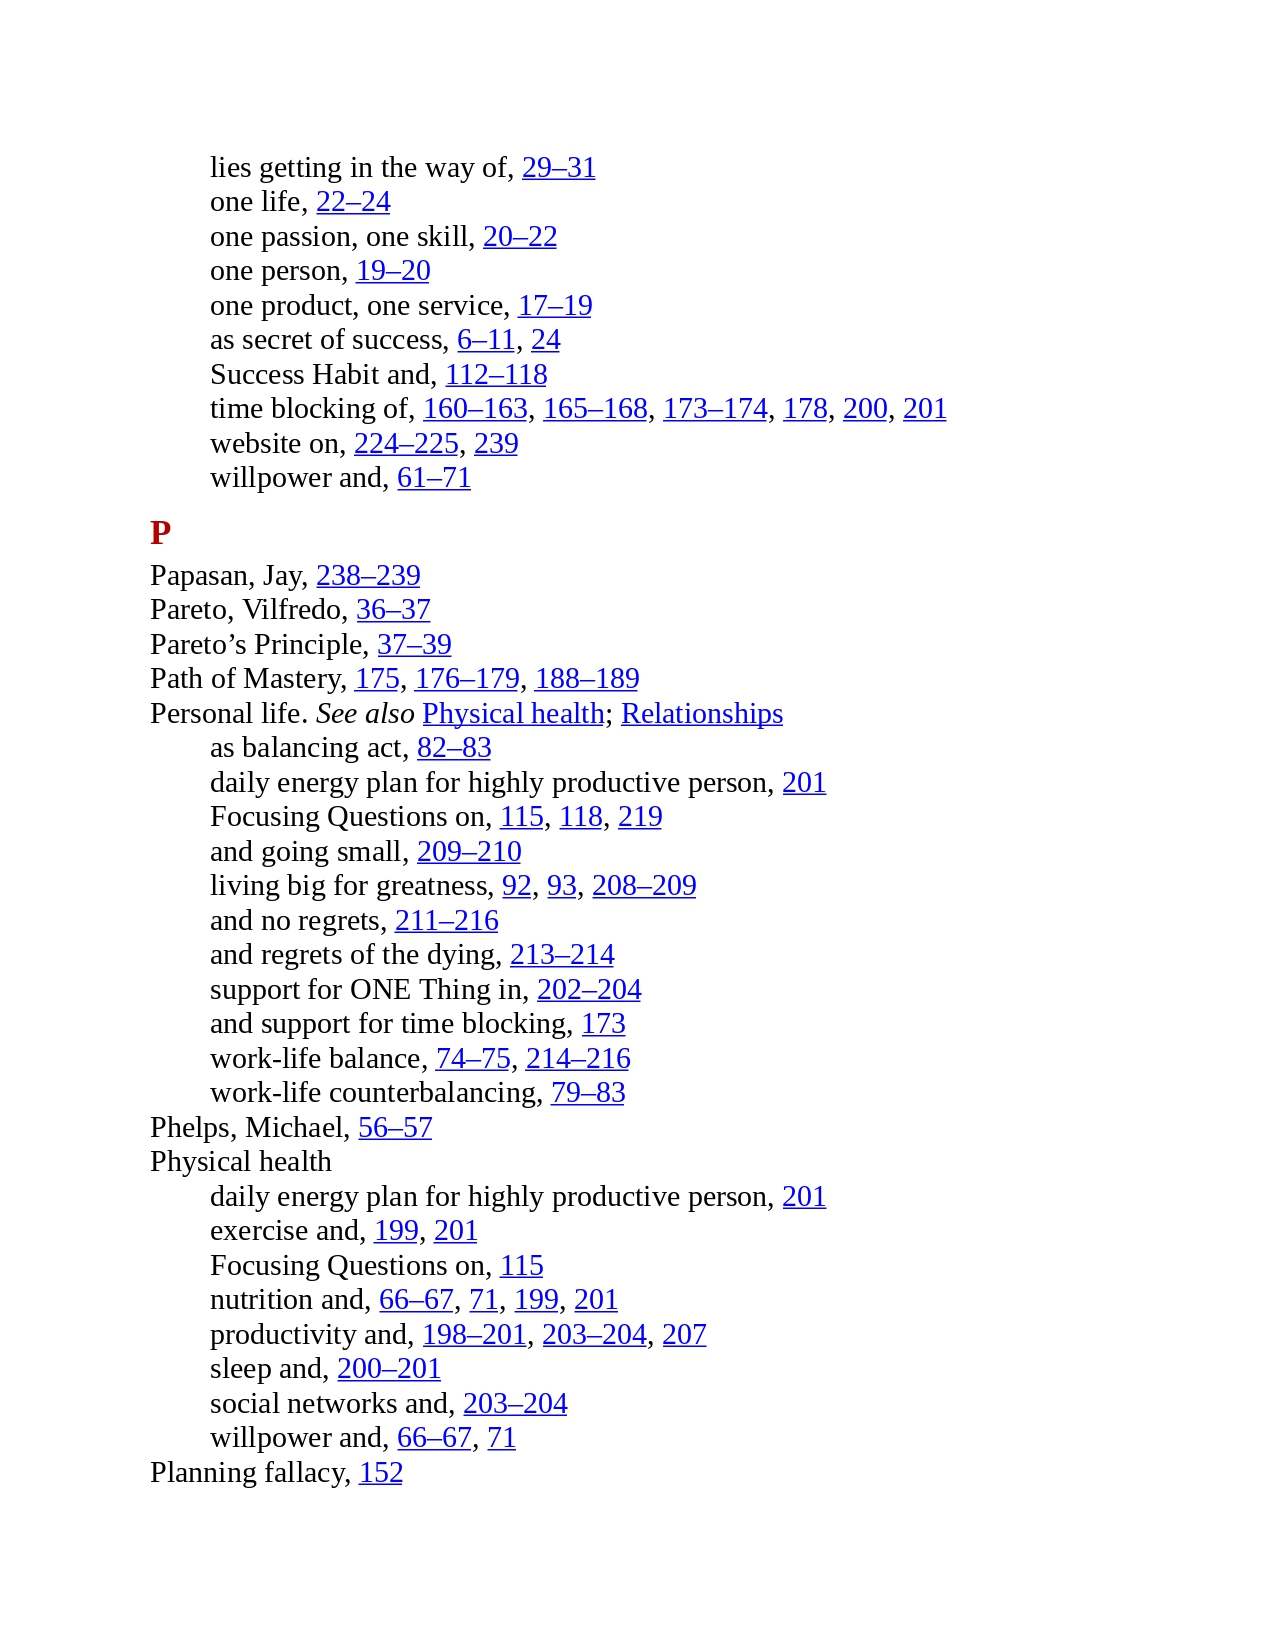 lies getting in the way of, 29–31
one life, 22–24
one passion, one skill, 20–22
one person, 19–20
one product, one service, 17–19
as secret of success, 6–11, 24
Success Habit and, 112–118
time blocking of, 160–163, 165–168, 173–174, 178, 200, 201
website on, 224–225, 239
willpower and, 61–71
P
Papasan, Jay, 238–239
Pareto, Vilfredo, 36–37
Pareto’s Principle, 37–39
Path of Mastery, 175, 176–179, 188–189
Personal life. See also Physical health; Relationships
as balancing act, 82–83
daily energy plan for highly productive person, 201
Focusing Questions on, 115, 118, 219
and going small, 209–210
living big for greatness, 92, 93, 208–209
and no regrets, 211–216
and regrets of the dying, 213–214
support for ONE Thing in, 202–204
and support for time blocking, 173
work-life balance, 74–75, 214–216
work-life counterbalancing, 79–83
Phelps, Michael, 56–57
Physical health
daily energy plan for highly productive person, 201
exercise and, 199, 201
Focusing Questions on, 115
nutrition and, 66–67, 71, 199, 201
productivity and, 198–201, 203–204, 207
sleep and, 200–201
social networks and, 203–204
willpower and, 66–67, 71
Planning fallacy, 152